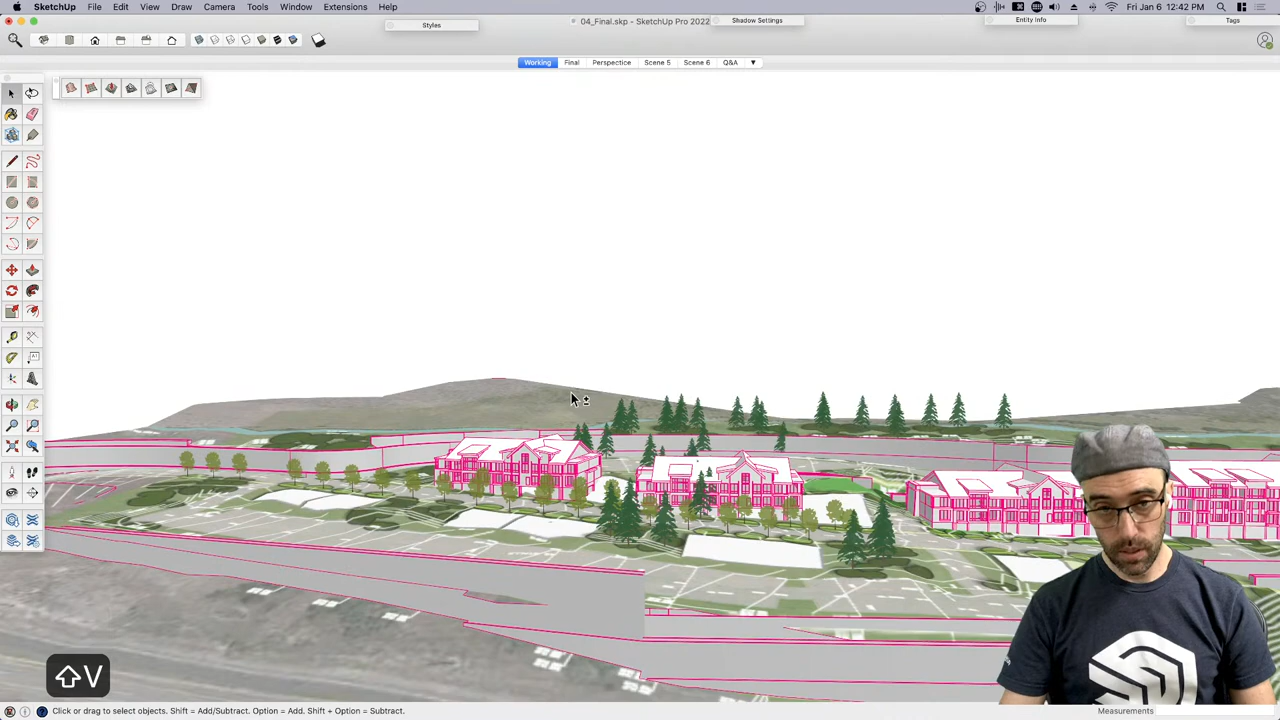 SketchUp File Edit View Draw Camera Tools Window Extensions Help
Fri Jan 6 12:42 PM
Styles
04_Final.skp - SketchUp Pro 2022
Shadow Settings
Entity Info
Tags
Working Final Perspective Scene 5 Scene 6 Q&A
⇧V
Click or drag to select objects. Shift = Add/Subtract. Option = Add. Shift + Option = Subtract.
Measurements